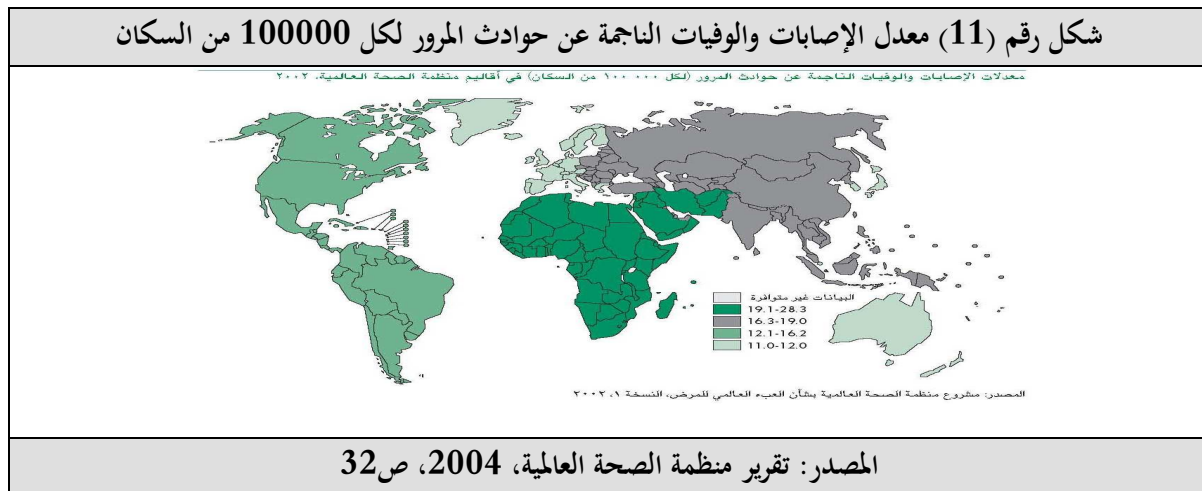 شكل رقم (11) معدل الإصابات والوفيات الناجمة عن حوادث المرور لكل 100000 من السكان
معدلات الإصابات والوفيات الناجمة عن حوادث المرور (لكل ٠٠٠ ١٠٠ من السكان) في أقاليم منظمة الصحة العالمية، ٢٠٠٢
البيانات غير متوافرة
19.1-28.3
16.3-19.0
12.1-16.2
11.0-12.0
المصدر: مشروع منظمة الصحة العالمية بشأن العبء العالمي للمرض، النسخة ١، ٢٠٠٢
المصدر: تقرير منظمة الصحة العالمية، 2004، ص32